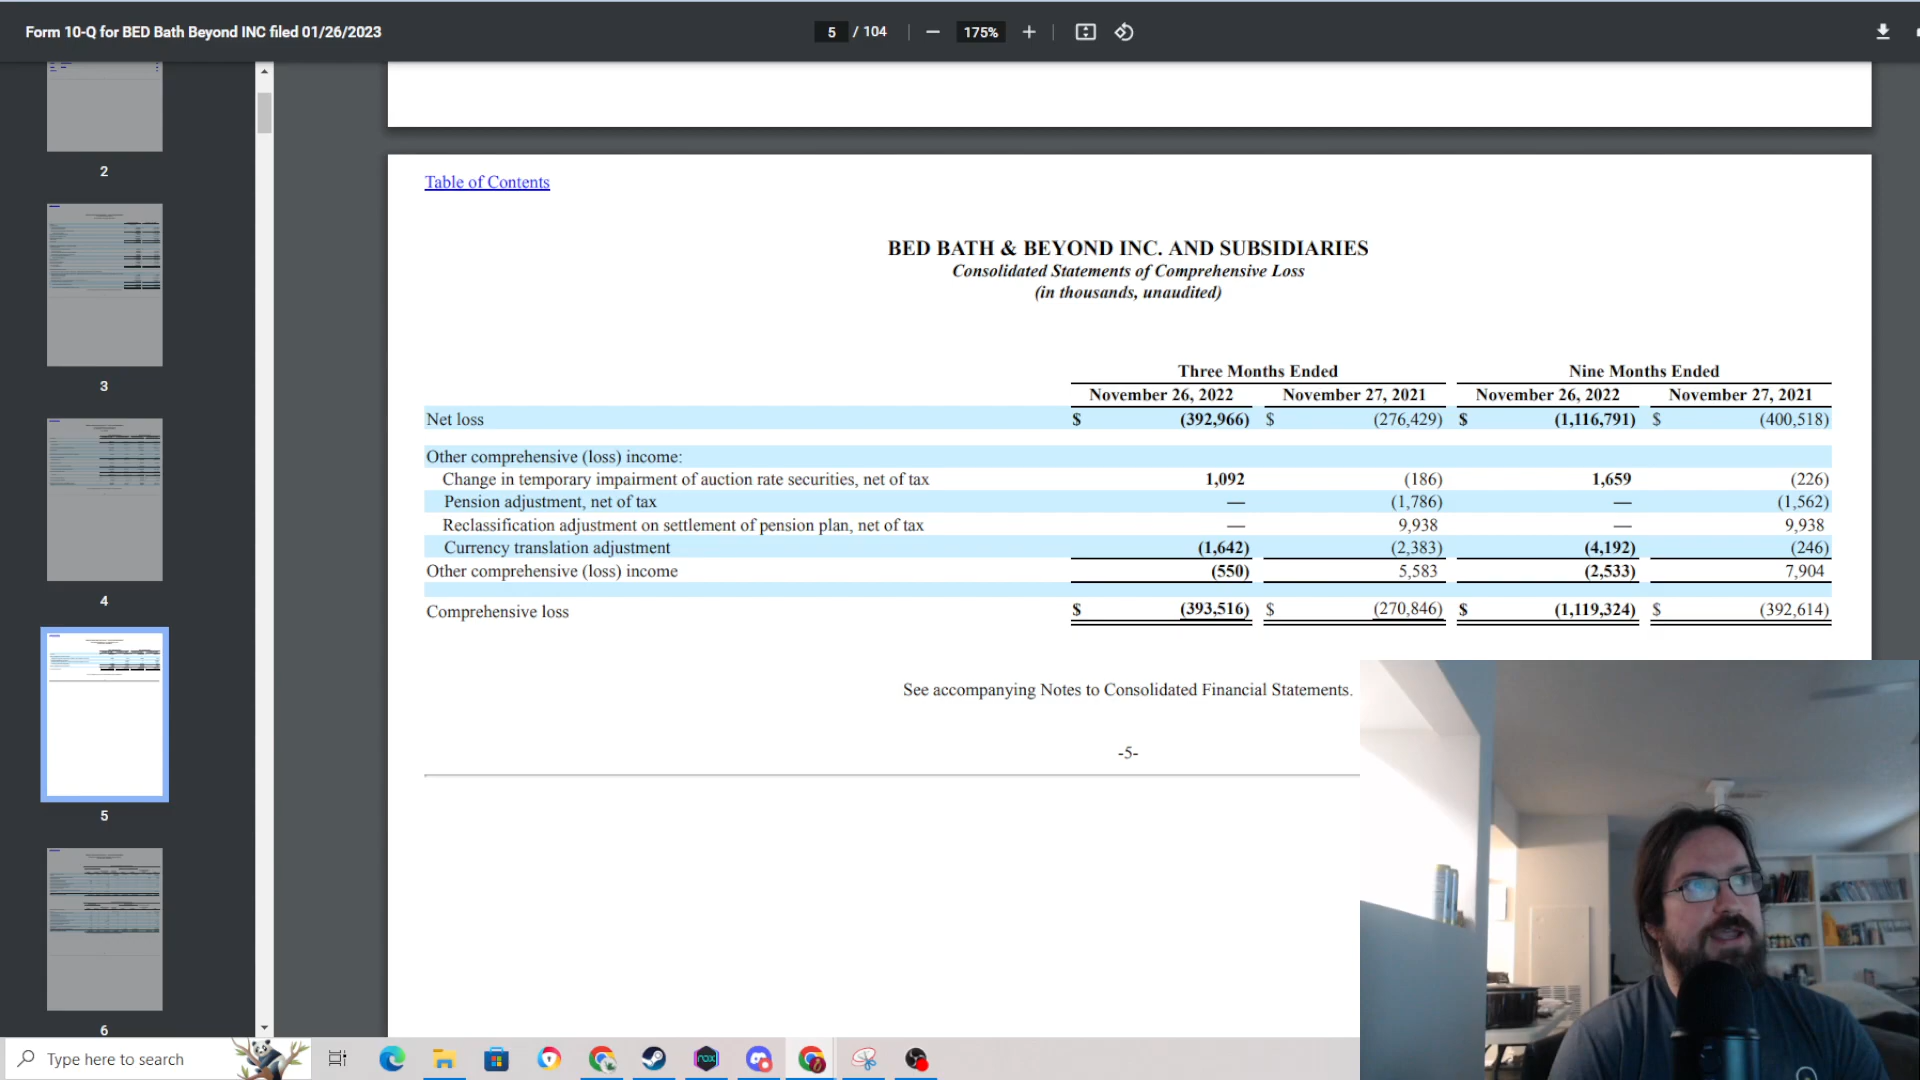 Form 10-Q for BED Bath Beyond INC filed 01/26/2023
5 / 104
175%
2
3
4
5
6
Table of Contents
BED BATH & BEYOND INC. AND SUBSIDIARIES
Consolidated Statements of Comprehensive Loss
(in thousands, unaudited)
Three Months Ended Nine Months Ended
November 26, 2022 November 27, 2021 November 26, 2022 November 27, 2021
Net loss $ (392,966) $ (276,429) $ (1,116,791) $ (400,518)
Other comprehensive (loss) income:
Change in temporary impairment of auction rate securities, net of tax 1,092 (186) 1,659 (226)
Pension adjustment, net of tax — (1,786) — (1,562)
Reclassification adjustment on settlement of pension plan, net of tax — 9,938 — 9,938
Currency translation adjustment (1,642) (2,383) (4,192) (246)
Other comprehensive (loss) income (550) 5,583 (2,533) 7,904
Comprehensive loss $ (393,516) $ (270,846) $ (1,119,324) $ (392,614)
See accompanying Notes to Consolidated Financial Statements.
-5-
Type here to search